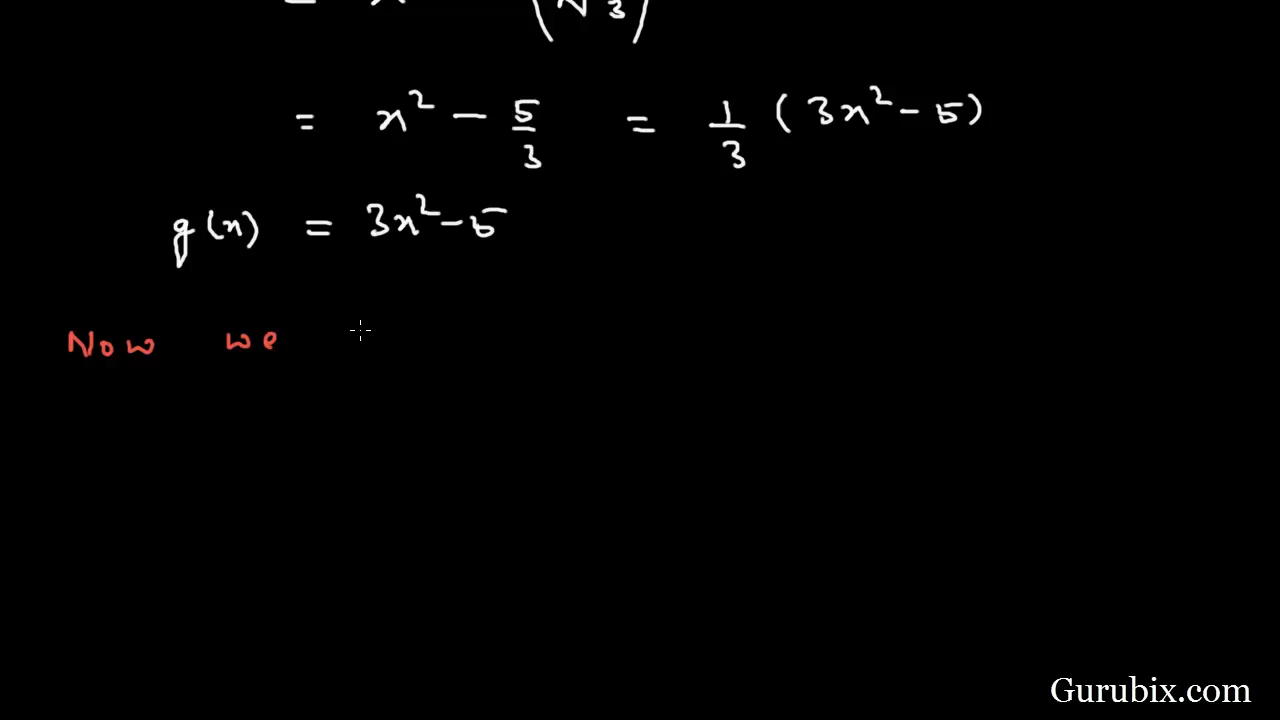 = x² - 5/3 = 1/3 (3x² - 5)
g(x) = 3x² - 5
Now we
Gurubix.com